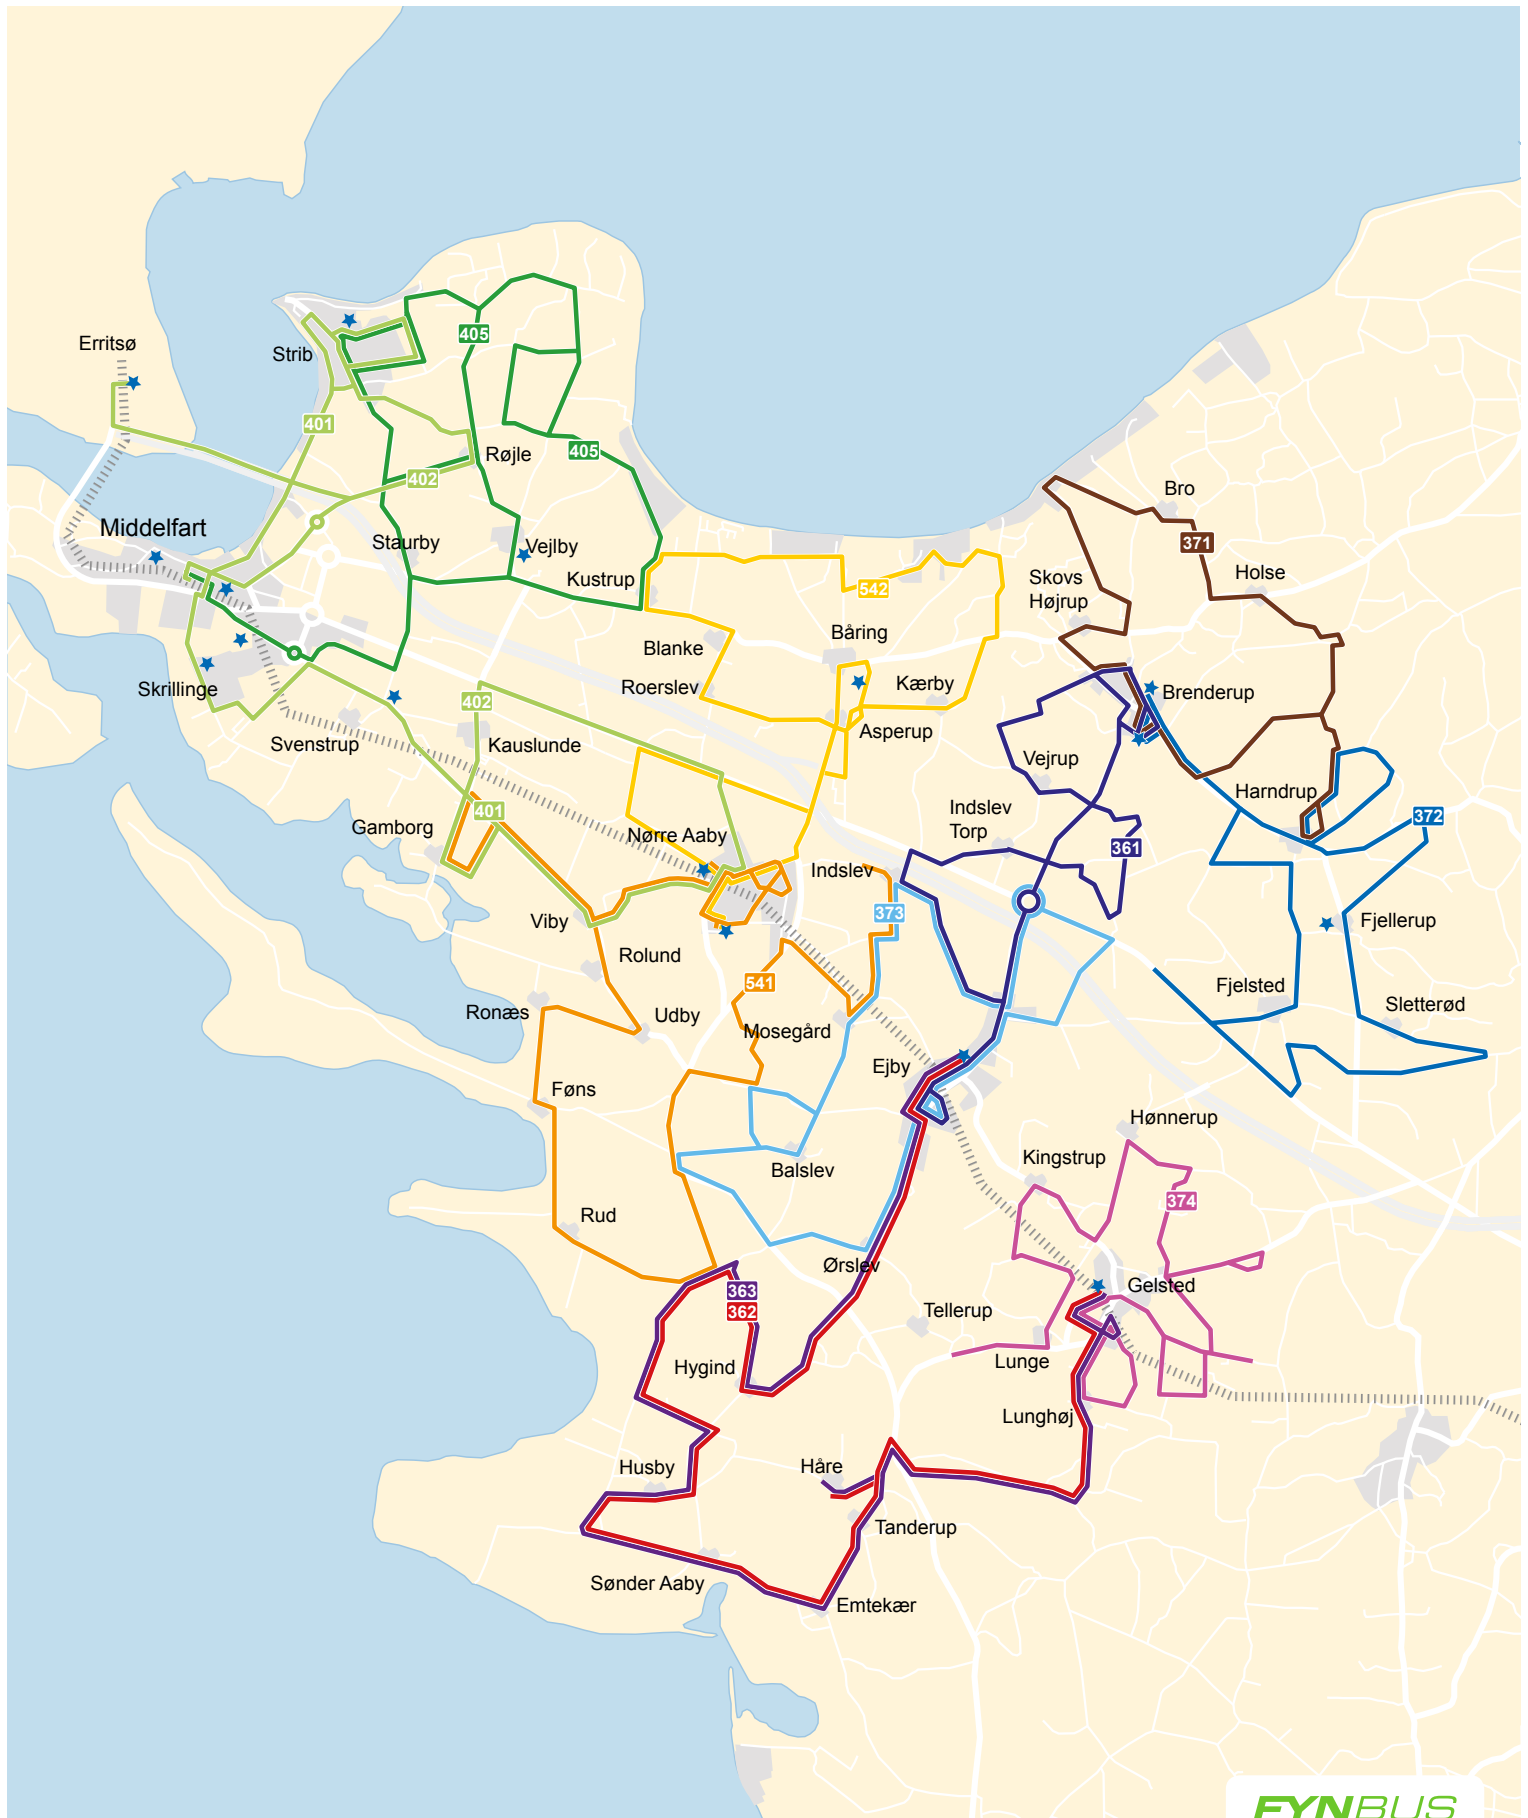 405
Erritsø
Strib
401
405
Røjle
402
Bro
Middelfart
371
Staurby
Vejlby
Kustrup
Skovs
Højrup
Holse
542
Blanke
Båring
Skrillinge
Roerslev
Kærby
Brenderup
402
Svenstrup
Kauslunde
Asperup
Vejrup
Harndrup
401
Gamborg
Nørre Aaby
Indslev
Torp
372
361
Indslev
373
Viby
Fjellerup
Rolund
541
Fjelsted
Ronæs
Udby
Mosegård
Sletterød
Ejby
Føns
Hønnerup
Balslev
Kingstrup
374
Rud
Ørslev
363
362
Gelsted
Tellerup
Hygind
Lunge
Lunghøj
Husby
Håre
Tanderup
Sønder Aaby
Emtekær
FYNBUS